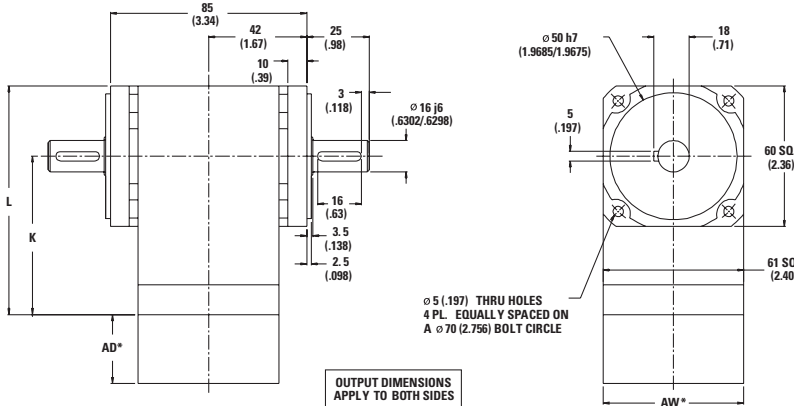 85
(3.34)
42
(1.67)
25
(.98)
10
(.39)
3
(.118)
Ø 16 j6
(.6302/.6298)
L
K
16
(.63)
3.5
(.138)
2.5
(.098)
AD*
OUTPUT DIMENSIONS
APPLY TO BOTH SIDES
Ø 50 h7
(1.9685/1.9675)
18
(.71)
5
(.197)
60 SQ
(2.36)
61 SQ
(2.40
Ø 5 (.197) THRU HOLES
4 PL. EQUALLY SPACED ON
A Ø 70 (2.756) BOLT CIRCLE
AW*